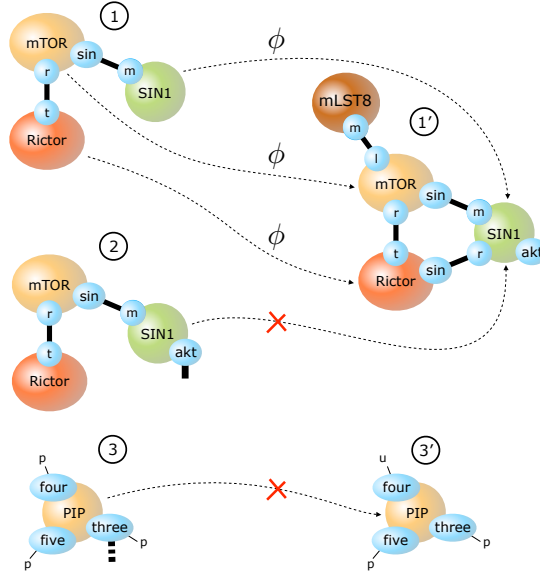 1
mTOR
sin
r
m
SIN1
t
Rictor
ϕ
ϕ
ϕ
mLST8
m
1′
l
mTOR
sin
r
m
SIN1
akt
t
sin
r
Rictor
2
mTOR
sin
r
m
SIN1
akt
t
Rictor
3
p
four
PIP
five
three
p
p
3′
u
four
PIP
five
three
p
p